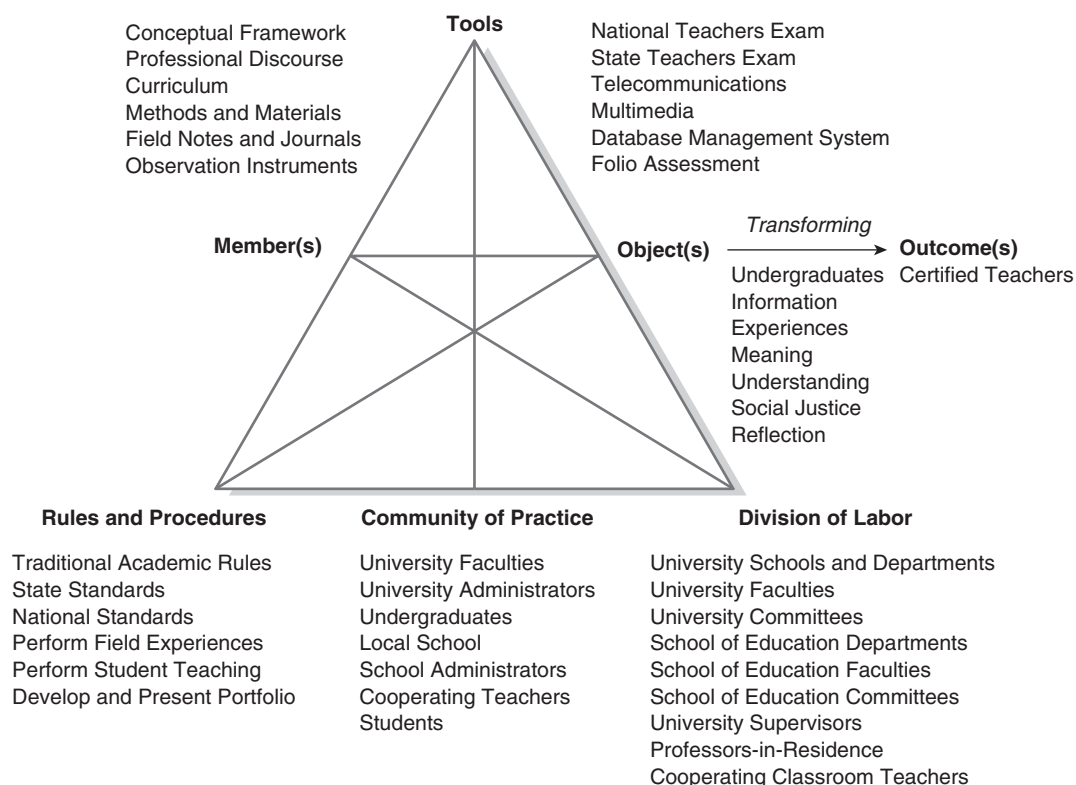 Tools
Conceptual Framework
Professional Discourse
Curriculum
Methods and Materials
Field Notes and Journals
Observation Instruments
National Teachers Exam
State Teachers Exam
Telecommunications
Multimedia
Database Management System
Folio Assessment
Member(s)
Object(s)
Transforming
Outcome(s)
Undergraduates
Information
Experiences
Meaning
Understanding
Social Justice
Reflection
Certified Teachers
Rules and Procedures
Traditional Academic Rules
State Standards
National Standards
Perform Field Experiences
Perform Student Teaching
Develop and Present Portfolio
Community of Practice
University Faculties
University Administrators
Undergraduates
Local School
School Administrators
Cooperating Teachers
Students
Division of Labor
University Schools and Departments
University Faculties
University Committees
School of Education Departments
School of Education Faculties
School of Education Committees
University Supervisors
Professors-in-Residence
Cooperating Classroom Teachers